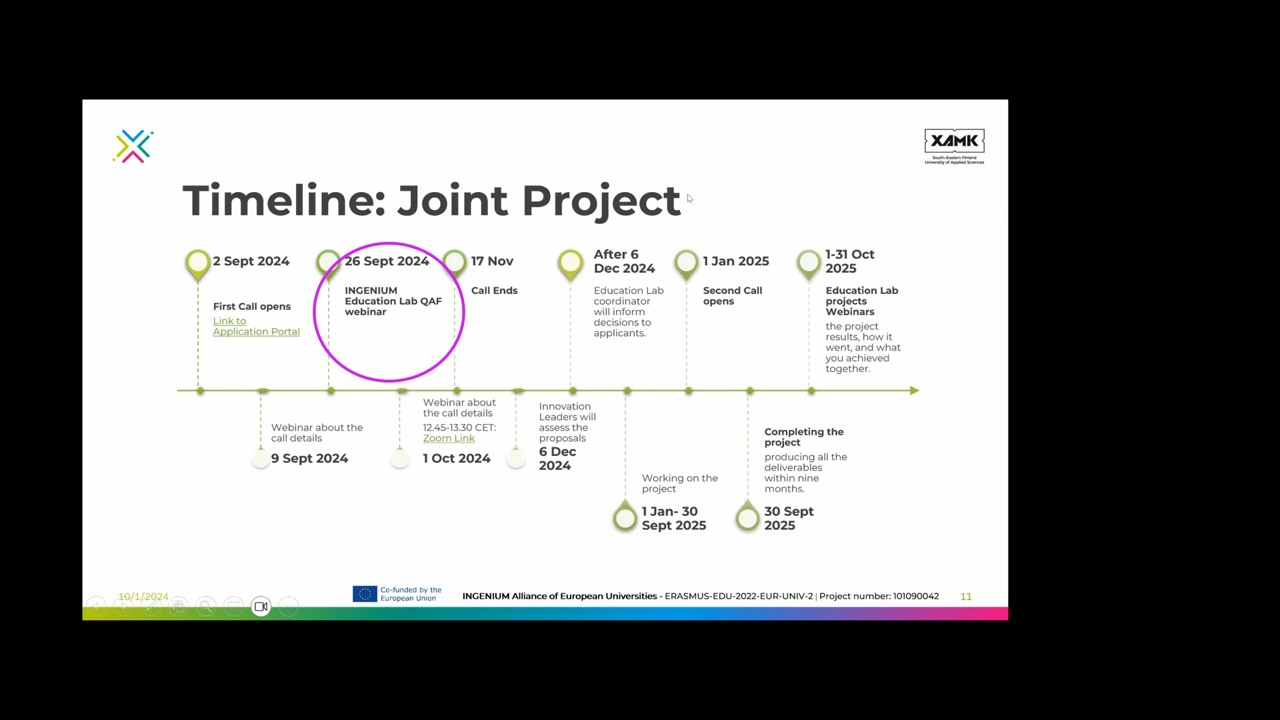 XAMK
South-Eastern Finland
University of Applied Sciences
Timeline: Joint Project
2 Sept 2024
First Call opens
Link to
Application Portal
26 Sept 2024
INGENIUM
Education Lab QAF
webinar
17 Nov
Call Ends
After 6
Dec 2024
Education Lab
coordinator
will inform
decisions to
applicants.
1 Jan 2025
Second Call
opens
1-31 Oct
2025
Education Lab
projects
Webinars
the project
results, how it
went, and what
you achieved
together.
Webinar about the
call details
9 Sept 2024
Webinar about
the call details
12.45-13.30 CET:
Zoom Link
1 Oct 2024
Innovation
Leaders will
assess the
proposals
6 Dec
2024
Working on the
project
1 Jan- 30
Sept 2025
Completing the
project
producing all the
deliverables
within nine
months.
30 Sept
2025
10/1/2024
Co-funded by the
European Union
INGENIUM Alliance of European Universities - ERASMUS-EDU-2022-EUR-UNIV-2 | Project number: 101090042
11